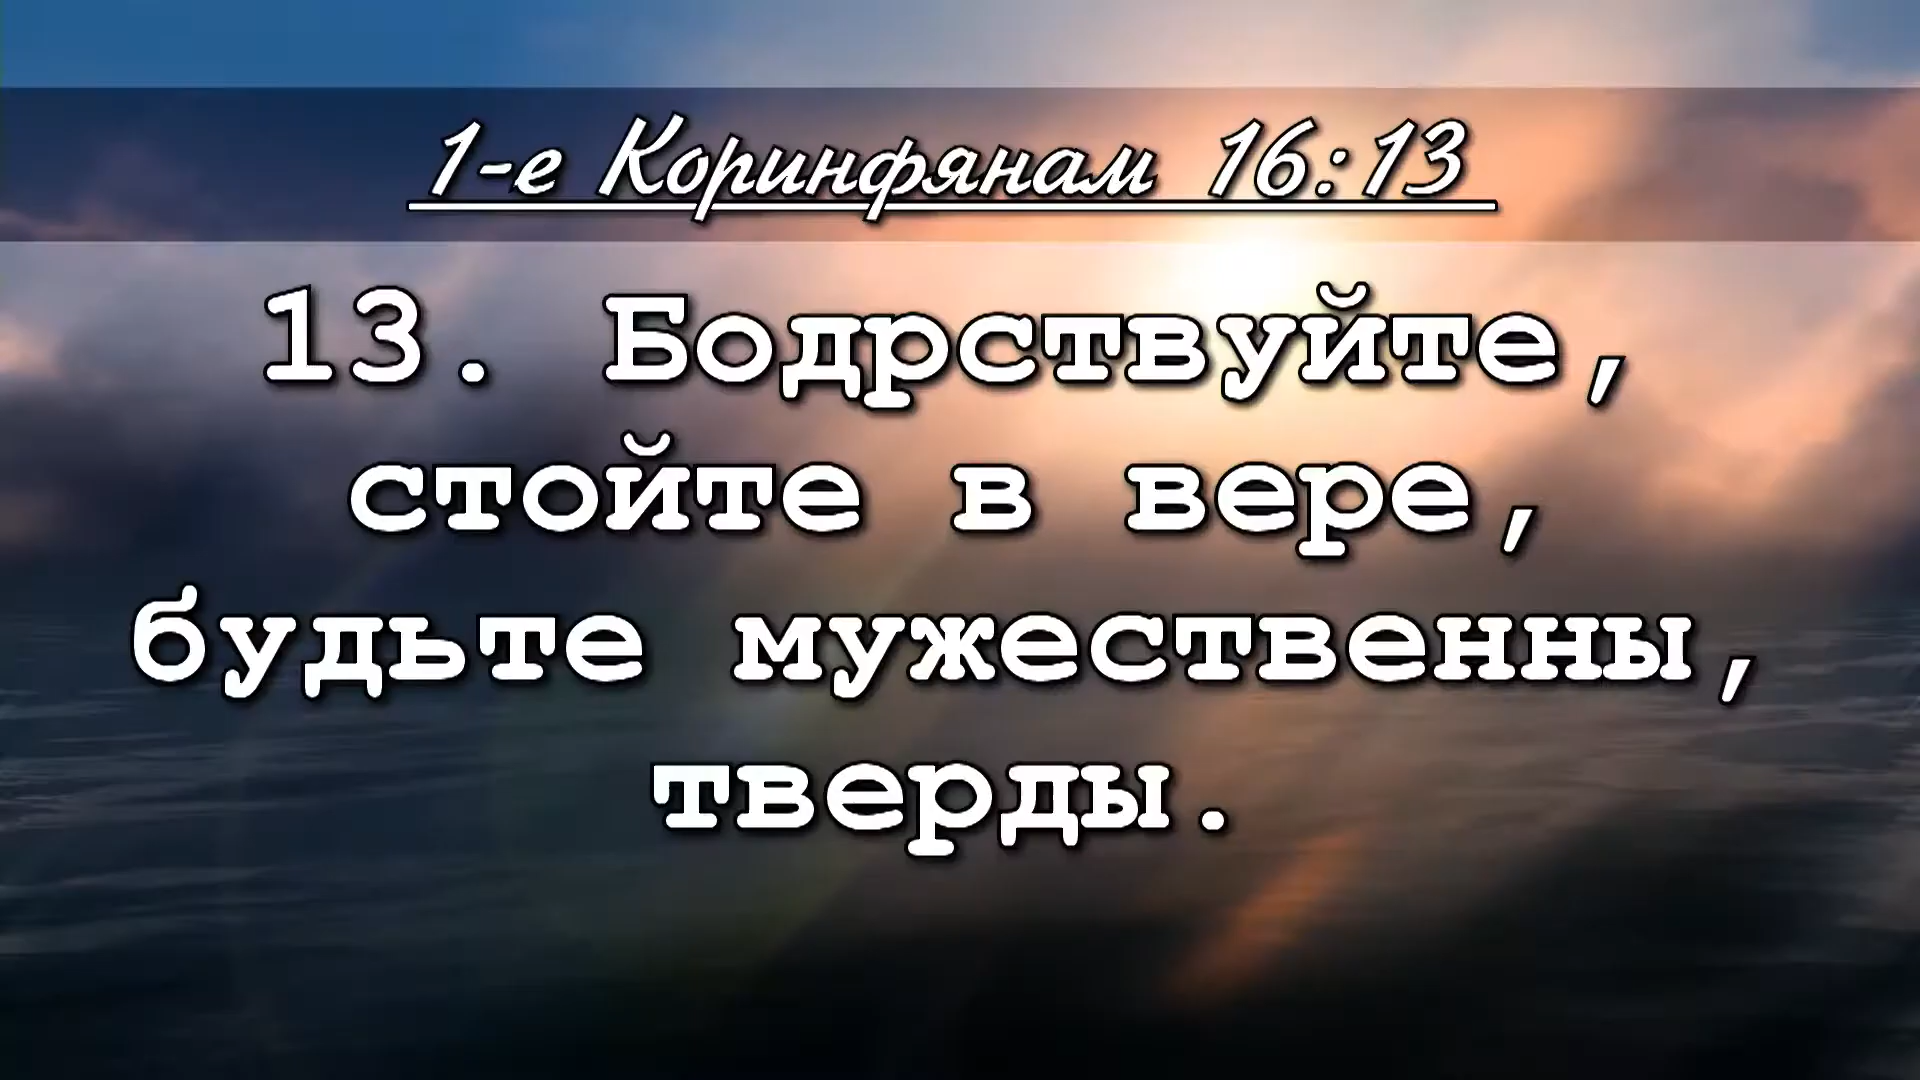 1-е Коринфянам 16:13
13. Бодрствуйте,
стойте в вере,
будьте мужественны,
тверды.